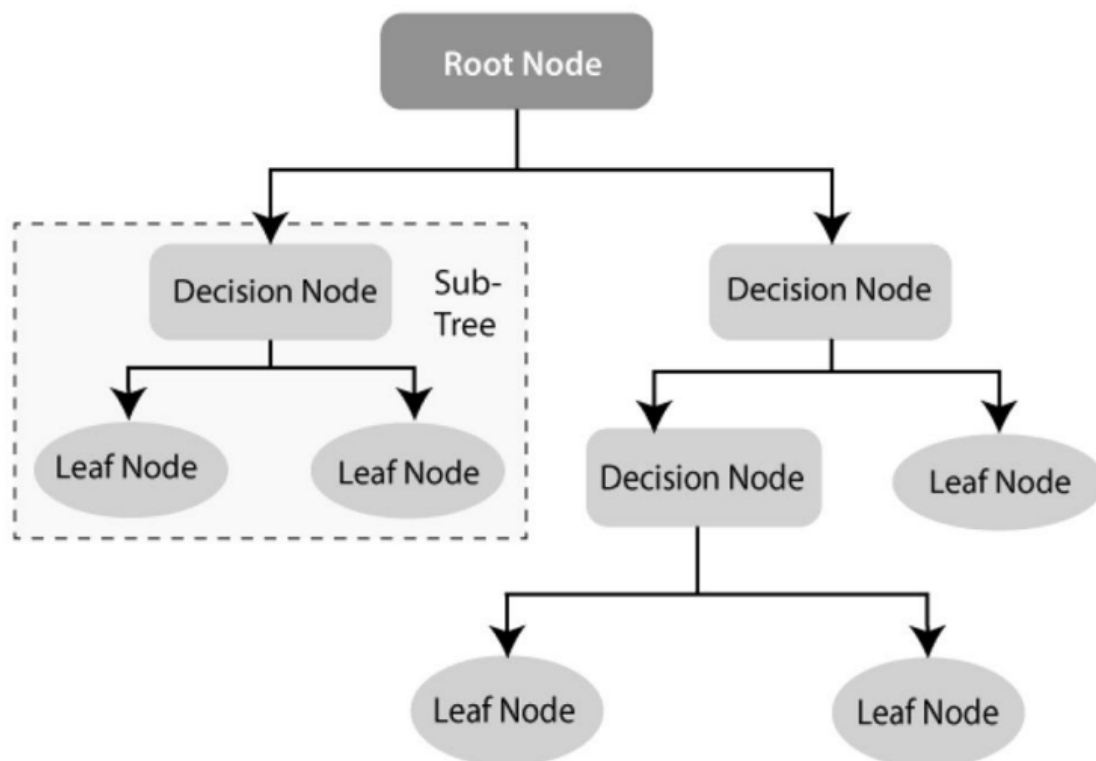 Root Node
Decision Node
Sub-
Tree
Decision Node
Leaf Node
Leaf Node
Decision Node
Leaf Node
Leaf Node
Leaf Node